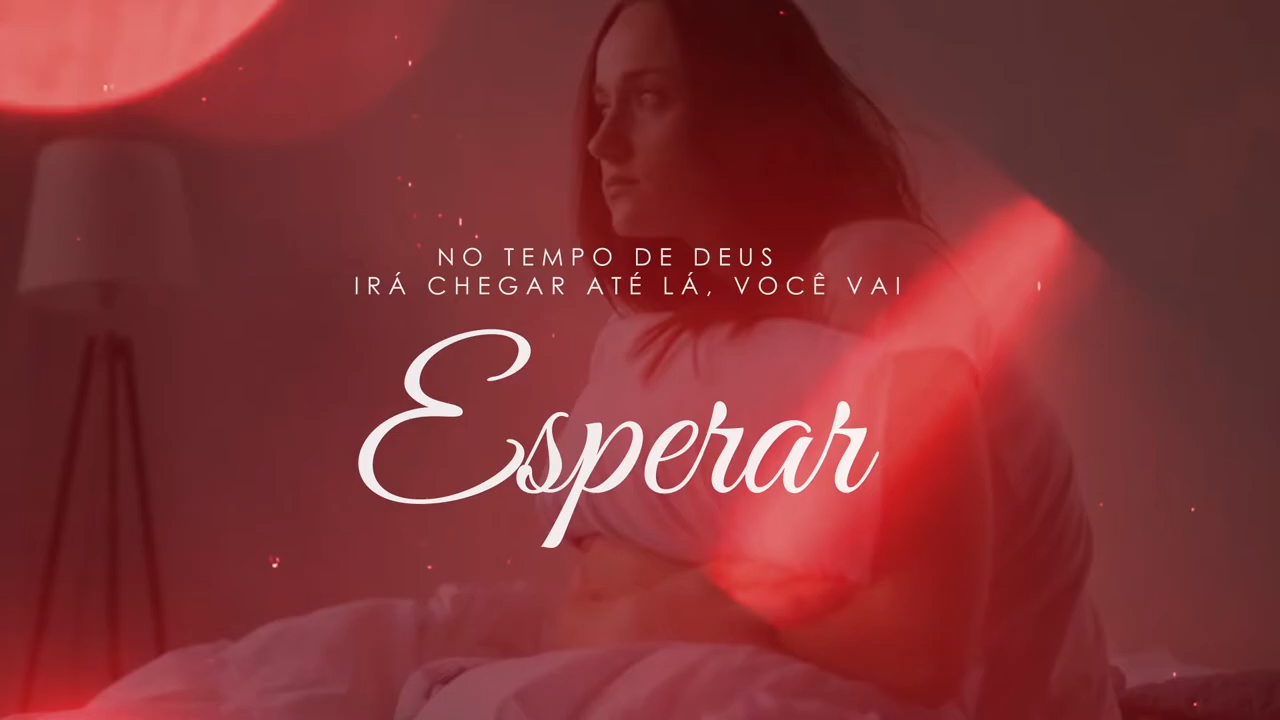 NO TEMPO DE DEUS
IRÁ CHEGAR ATÉ LÁ, VOCÊ VAI
Esperar